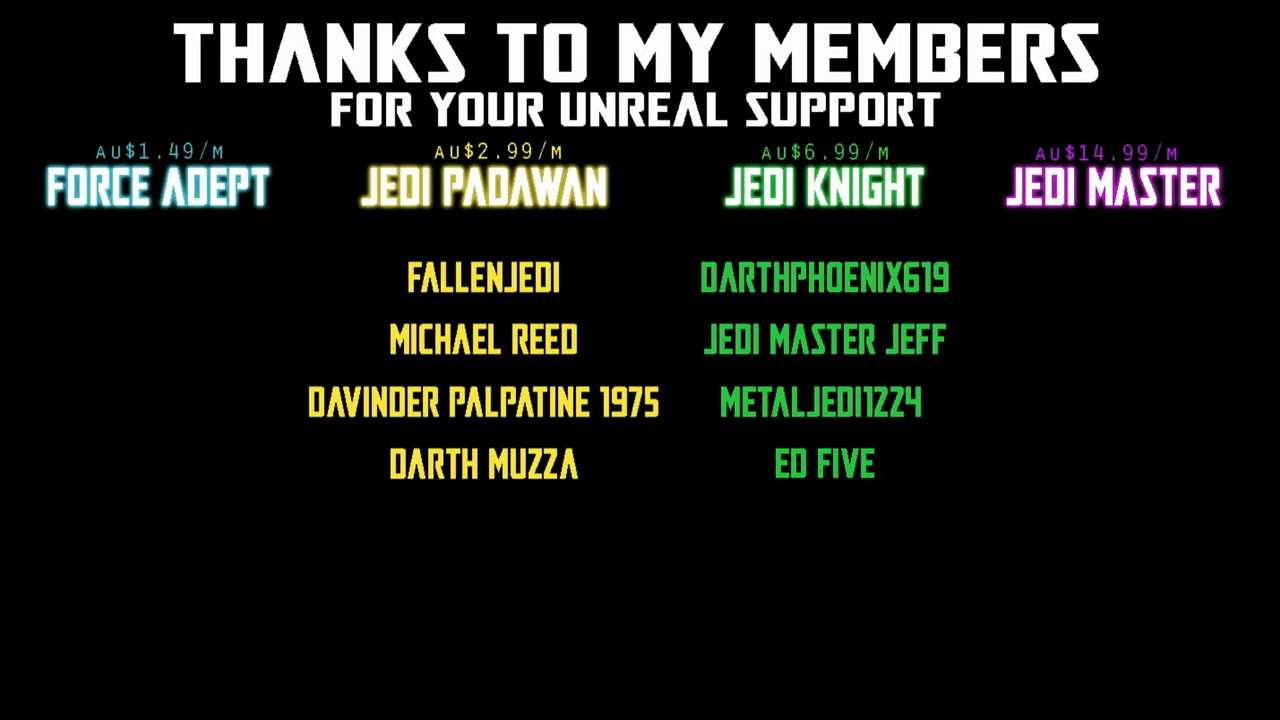 THANKS TO MY MEMBERS
FOR YOUR UNREAL SUPPORT
AU$1.49/M AU$2.99/M AU$6.99/M AU$14.99/M
FORCE ADEPT JEDI PADAWAN JEDI KNIGHT JEDI MASTER
FALLENJEDI DARTHPHOENIX619
MICHAEL REED JEDI MASTER JEFF
DAVINDER PALPATINE 1975 METALJEDI1224
DARTH MUZZA ED FIVE